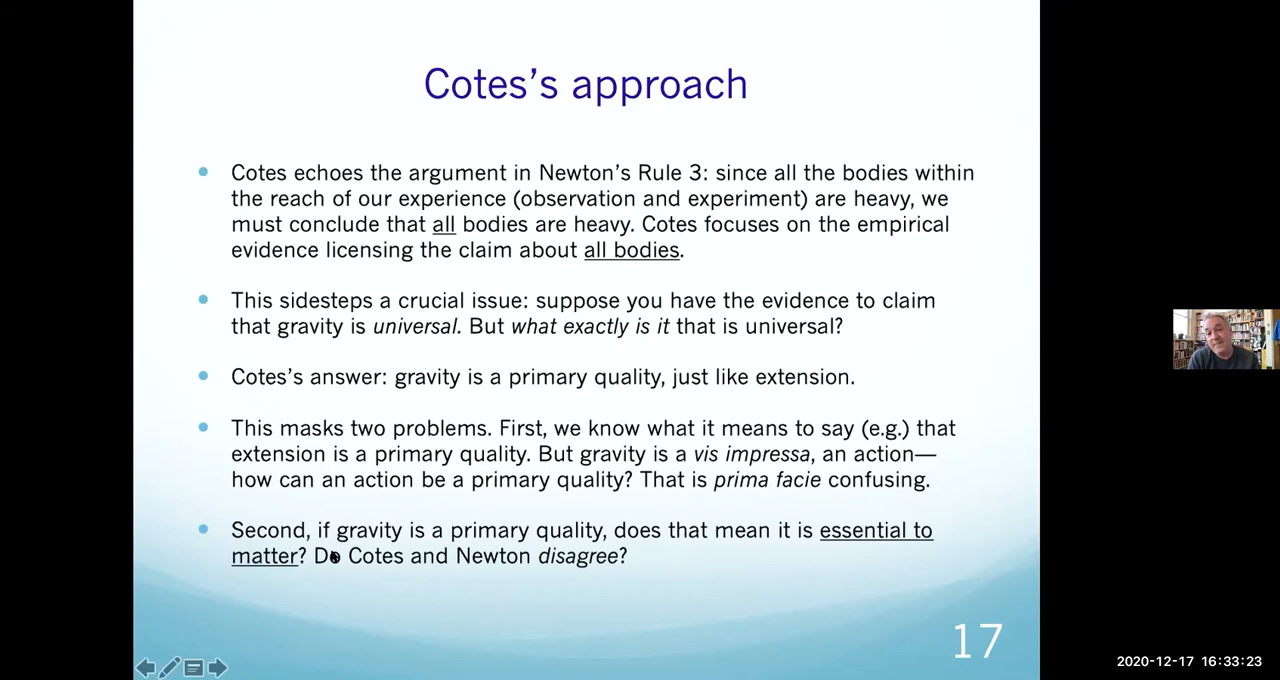 Cotes’s approach
Cotes echoes the argument in Newton’s Rule 3: since all the bodies within
the reach of our experience (observation and experiment) are heavy, we
must conclude that all bodies are heavy. Cotes focuses on the empirical
evidence licensing the claim about all bodies.
This sidesteps a crucial issue: suppose you have the evidence to claim
that gravity is universal. But what exactly is it that is universal?
Cotes’s answer: gravity is a primary quality, just like extension.
This masks two problems. First, we know what it means to say (e.g.) that
extension is a primary quality. But gravity is a vis impressa, an action—
how can an action be a primary quality? That is prima facie confusing.
Second, if gravity is a primary quality, does that mean it is essential to
matter? Do Cotes and Newton disagree?
17
2020-12-17 16:33:23